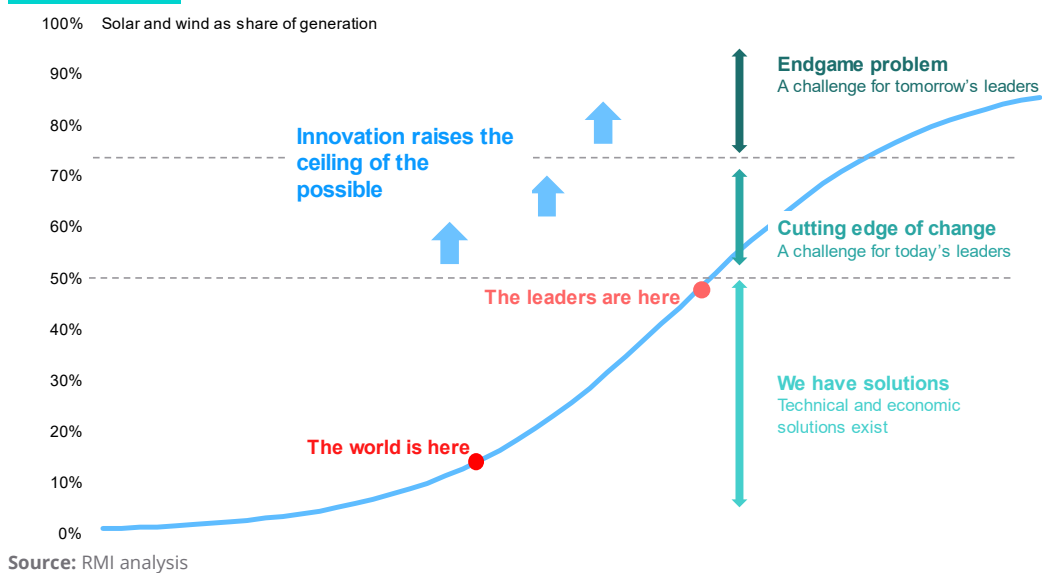 100%
Solar and wind as share of generation
90%
80%
70%
60%
50%
40%
30%
20%
10%
0%
Innovation raises the
ceiling of the
possible
Endgame problem
A challenge for tomorrow's leaders
Cutting edge of change
A challenge for today's leaders
The leaders are here
We have solutions
Technical and economic
solutions exist
The world is here
Source: RMI analysis